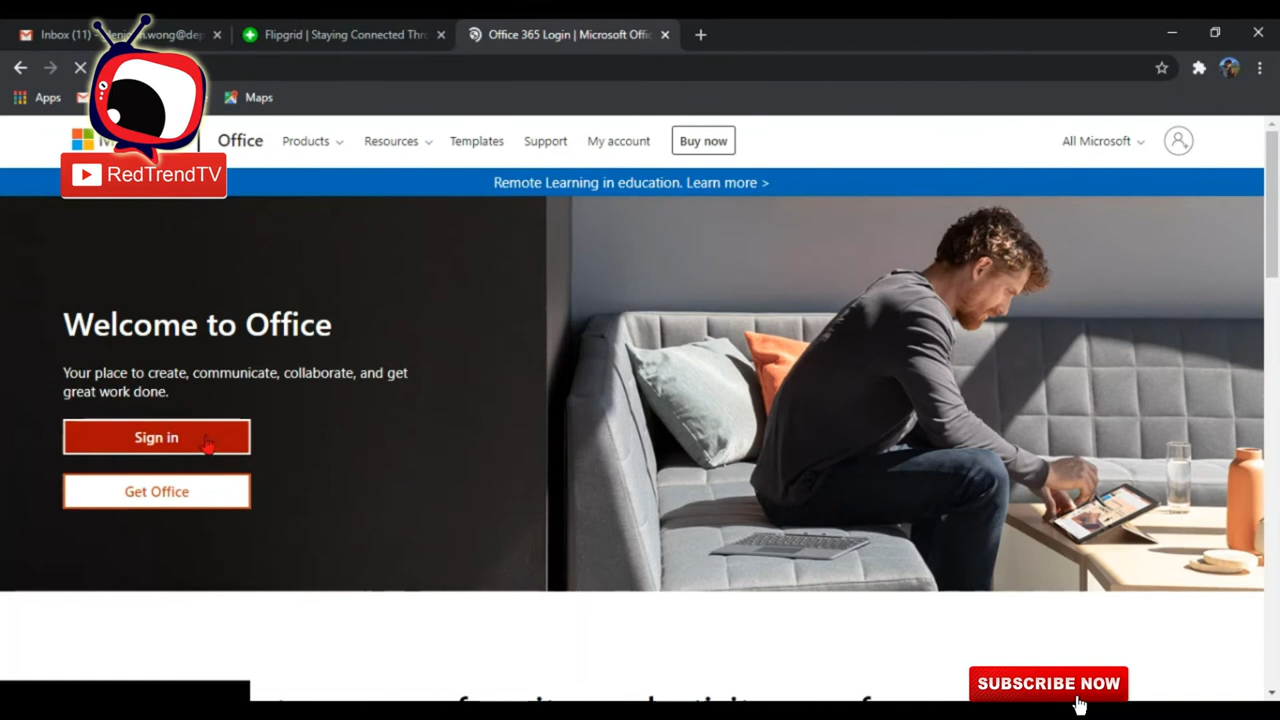 Inbox (11)
Flipgrid | Staying Connected Thro
Office 365 Login | Microsoft Offic
Apps
Maps
Office
Products
Resources
Templates
Support
My account
Buy now
All Microsoft
RedTrendTV
Remote Learning in education. Learn more >
Welcome to Office
Your place to create, communicate, collaborate, and get
great work done.
Sign in
Get Office
SUBSCRIBE NOW